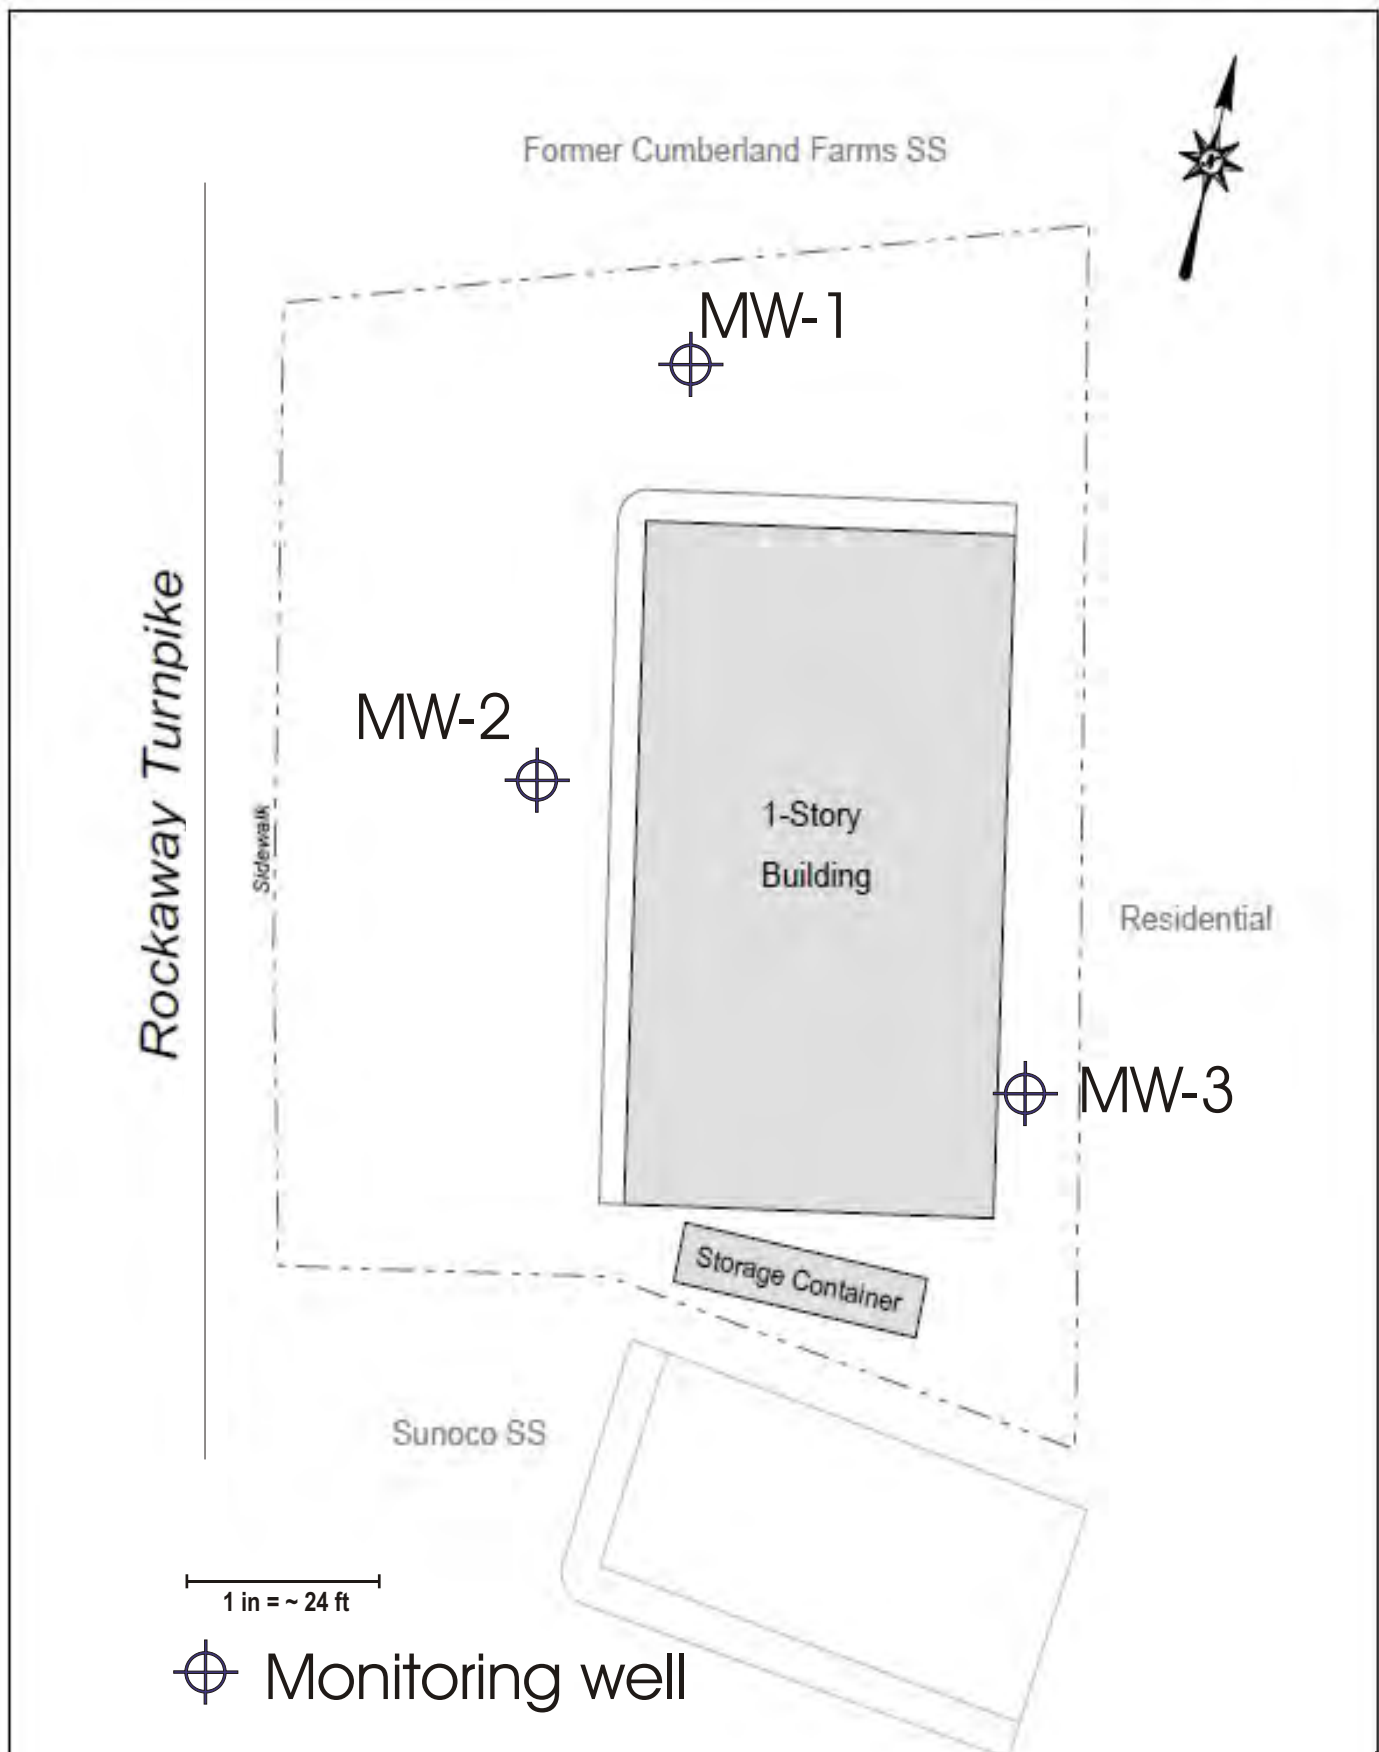 Former Cumberland Farms SS
MW-1
Rockaway Turnpike
MW-2
Sidewalk
1-Story
Building
Residential
MW-3
Storage Container
Sunoco SS
1 in = ~ 24 ft
Monitoring well